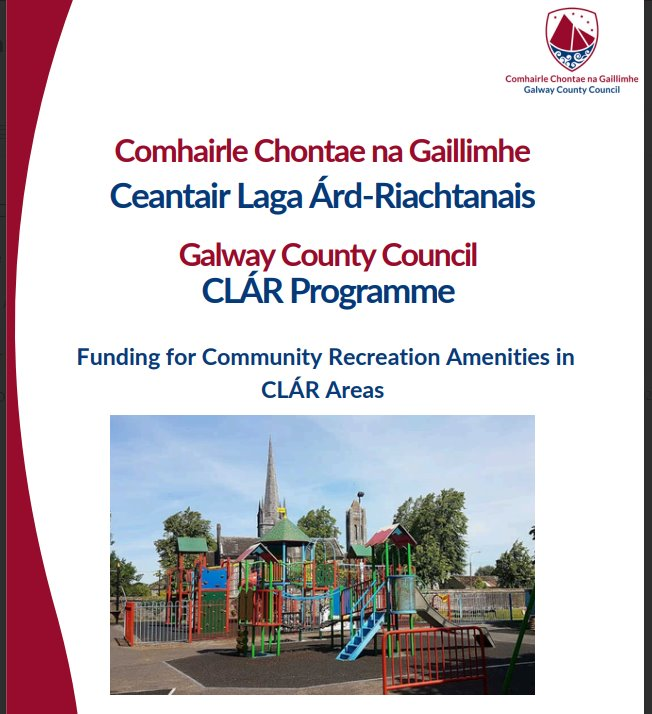 Comhairle Chontae na Gaillimhe
Galway County Council
Comhairle Chontae na Gaillimhe
Ceantair Laga Árd-Riachtanais
Galway County Council
CLÁR Programme
Funding for Community Recreation Amenities in
CLÁR Areas